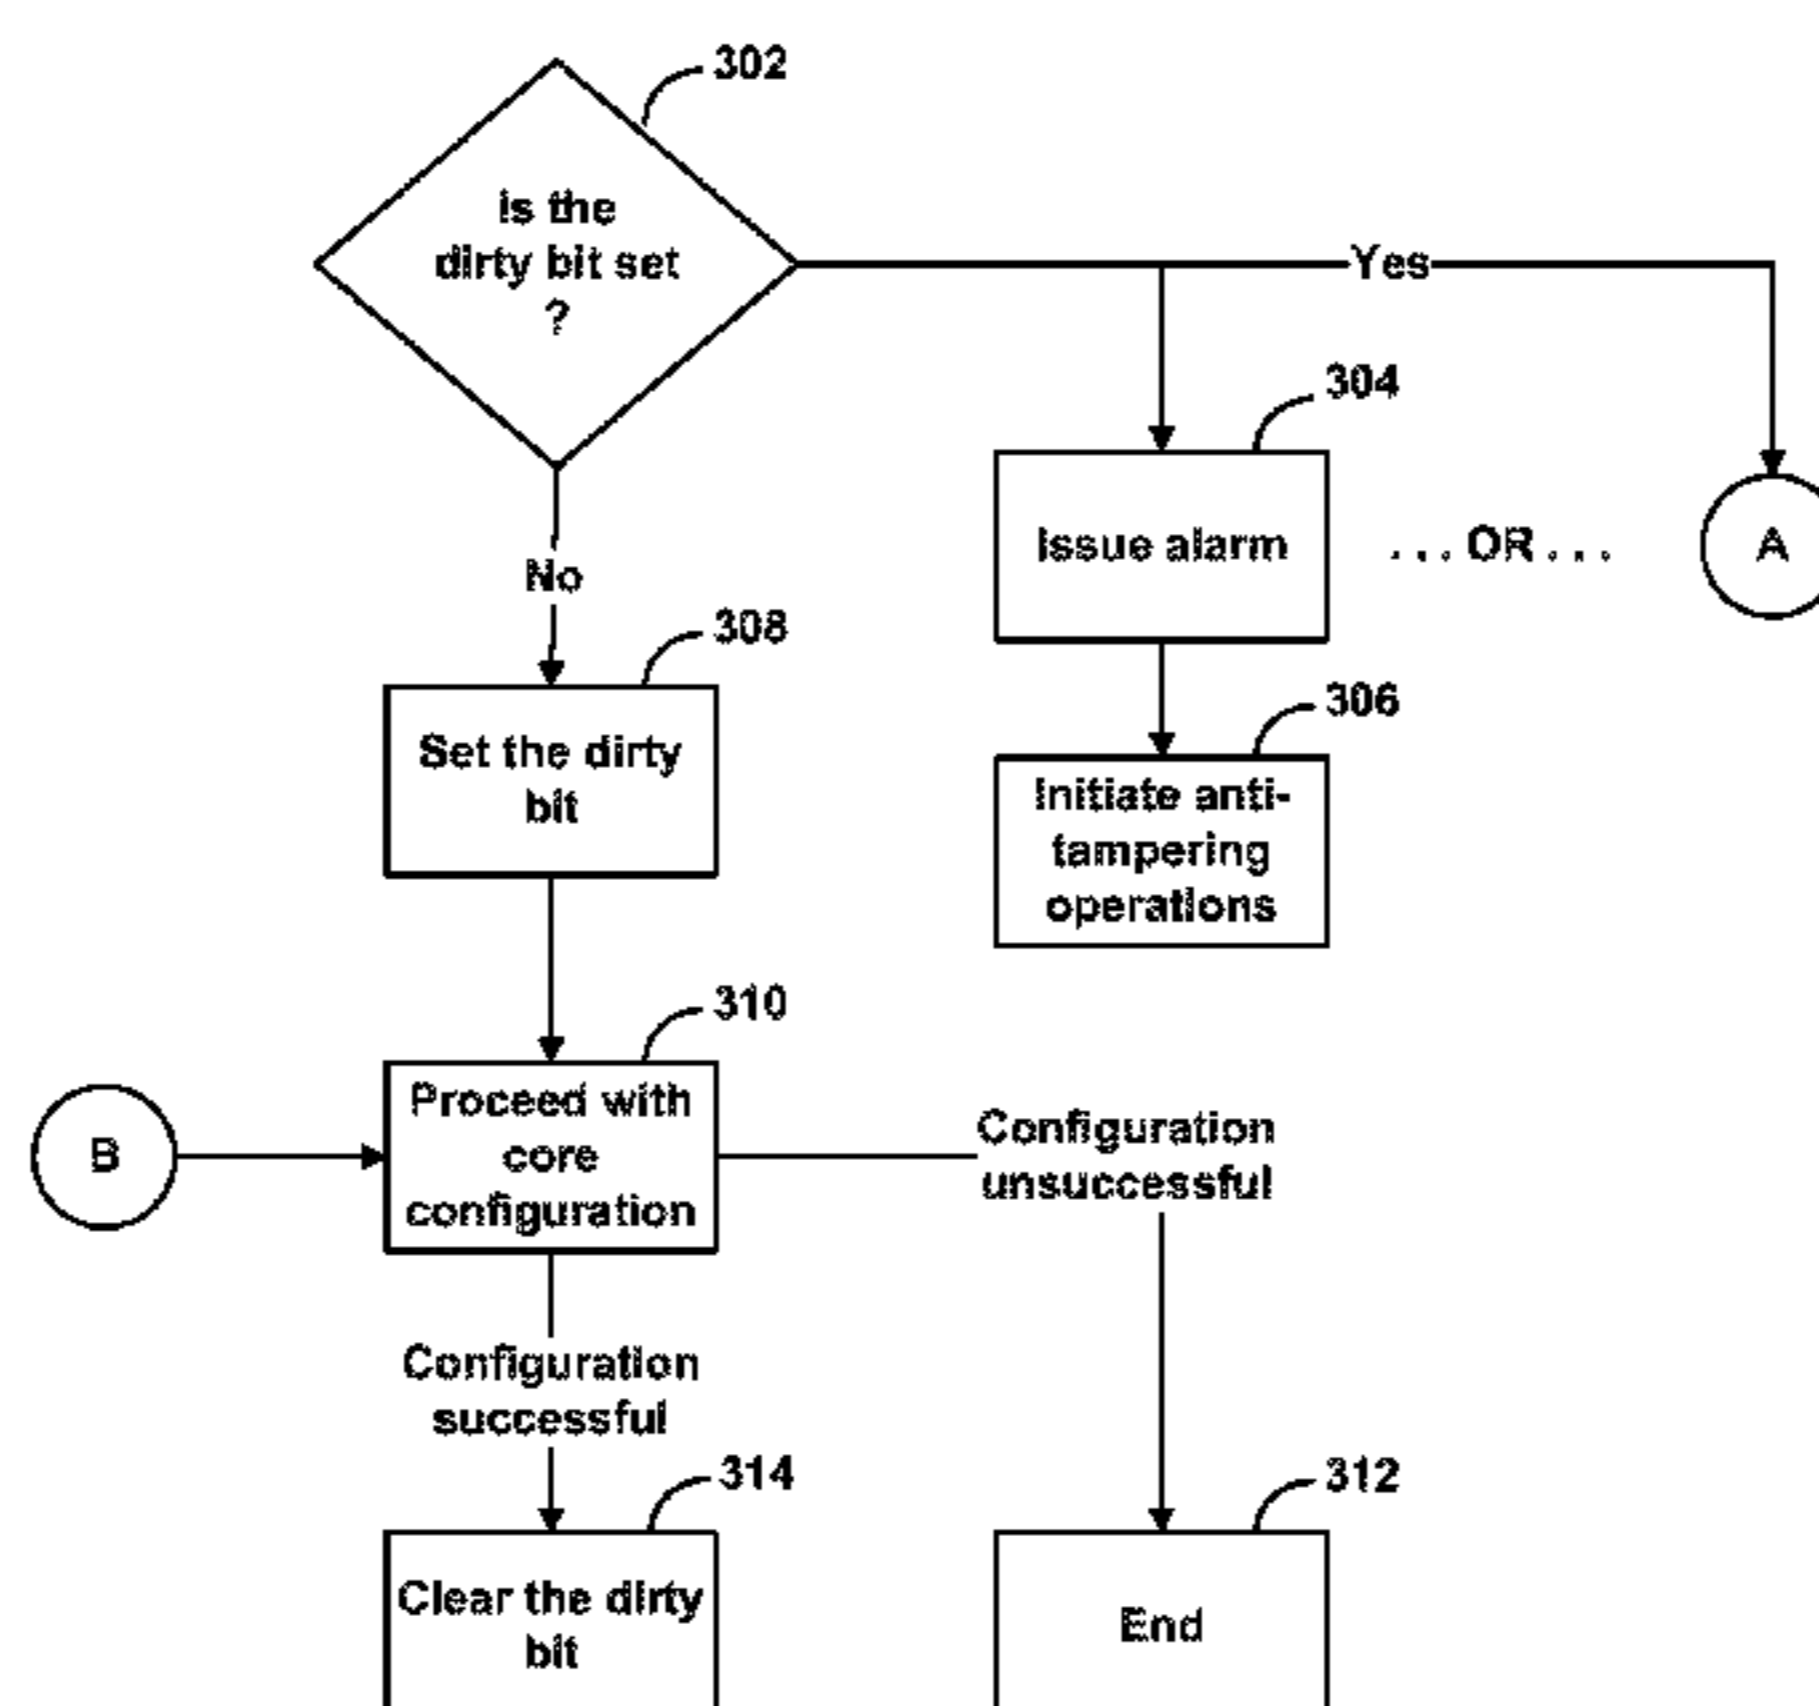 302
Is the
dirty bit set
?
Yes
304
Issue alarm
. . . OR . . .
A
No
308
Set the dirty
bit
306
Initiate anti-
tampering
operations
310
Proceed with
core
configuration
B
Configuration
unsuccessful
Configuration
successful
314
Clear the dirty
bit
312
End